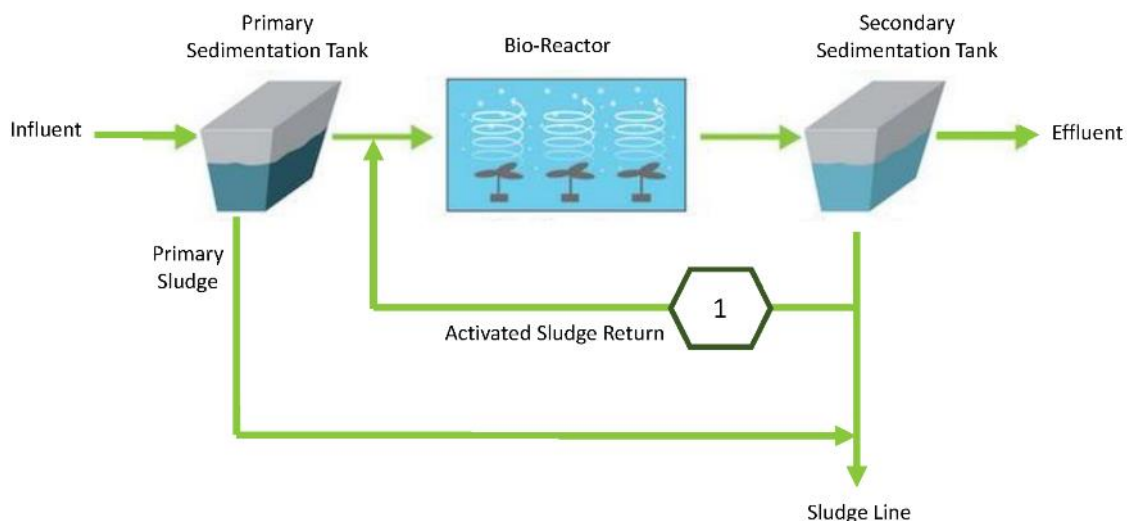 Primary
Sedimentation Tank
Bio-Reactor
Secondary
Sedimentation Tank
Influent
Effluent
Primary
Sludge
1
Activated Sludge Return
Sludge Line